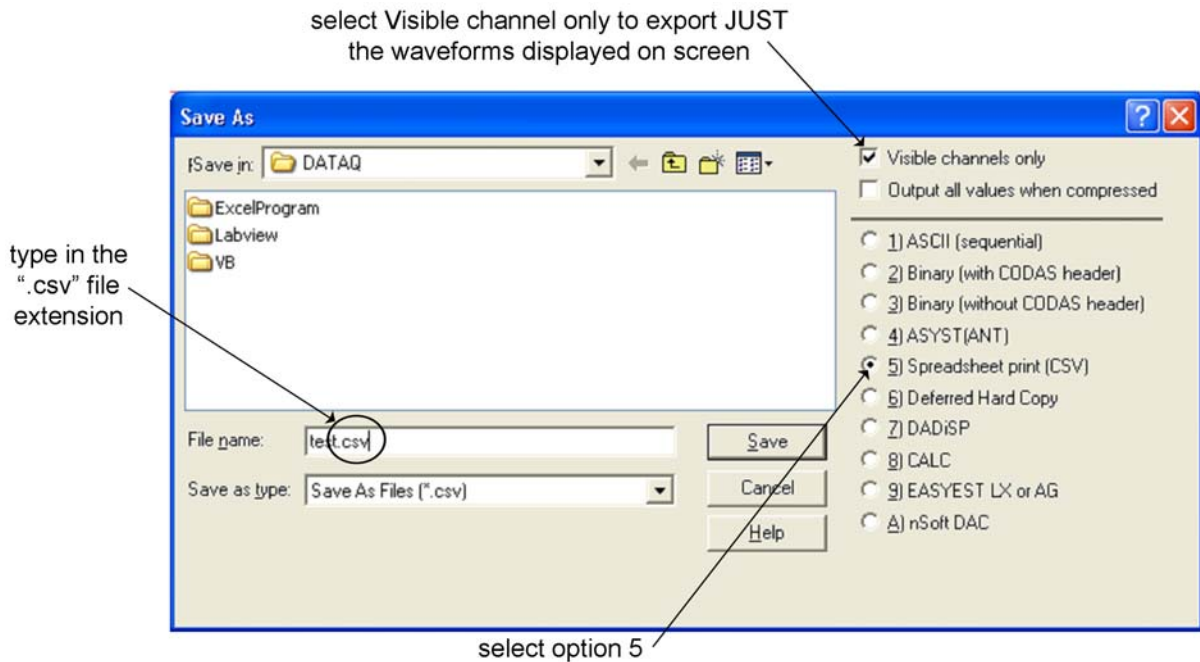 select Visible channel only to export JUST
the waveforms displayed on screen
Save As
Save in: DATAQ
Visible channels only
Output all values when compressed
ExcelProgram
Labview
VB
type in the
“.csv” file
extension
1) ASCII (sequential)
2) Binary (with CODAS header)
3) Binary (without CODAS header)
4) ASYST(ANT)
5) Spreadsheet print (CSV)
6) Deferred Hard Copy
7) DADiSP
8) CALC
9) EASYEST LX or AG
A) nSoft DAC
File name: test.csv
Save
Save as type: Save As Files (*.csv)
Cancel
Help
select option 5